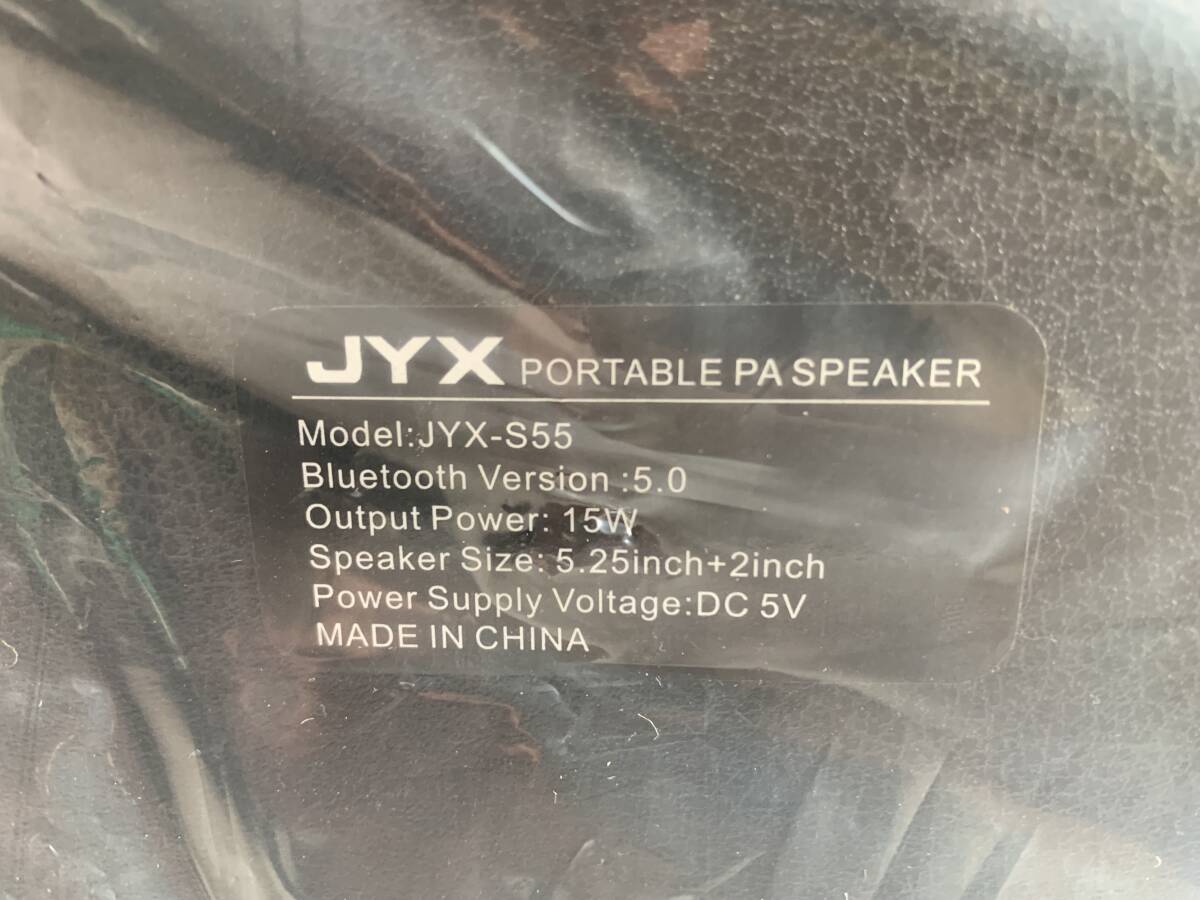 JYX PORTABLE PA SPEAKER
Model:JYX-S55
Bluetooth Version :5.0
Output Power: 15W
Speaker Size: 5.25inch+2inch
Power Supply Voltage:DC 5V
MADE IN CHINA